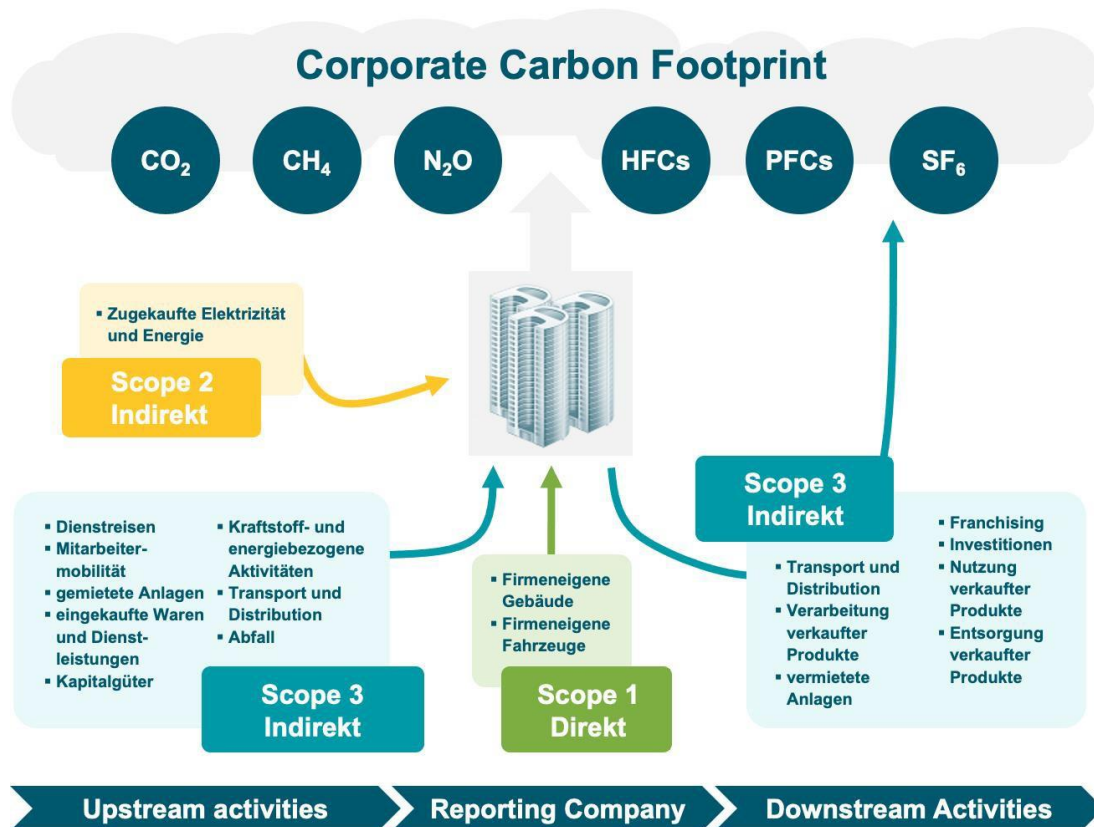 Corporate Carbon Footprint
CO₂
CH₄
N₂O
HFCs
PFCs
SF₆
▪ Zugekaufte Elektrizität
und Energie
Scope 2
Indirekt
▪ Dienstreisen
▪ Mitarbeiter-
mobilität
▪ gemietete Anlagen
▪ eingekaufte Waren
und Dienst-
leistungen
▪ Kapitalgüter
▪ Kraftstoff- und
energiebezogene
Aktivitäten
▪ Transport und
Distribution
▪ Abfall
Scope 3
Indirekt
▪ Firmeneigene
Gebäude
▪ Firmeneigene
Fahrzeuge
Scope 1
Direkt
Scope 3
Indirekt
▪ Transport und
Distribution
▪ Verarbeitung
verkaufter
Produkte
▪ vermietete
Anlagen
▪ Franchising
▪ Investitionen
▪ Nutzung
verkaufter
Produkte
▪ Entsorgung
verkaufter
Produkte
Upstream activities
Reporting Company
Downstream Activities